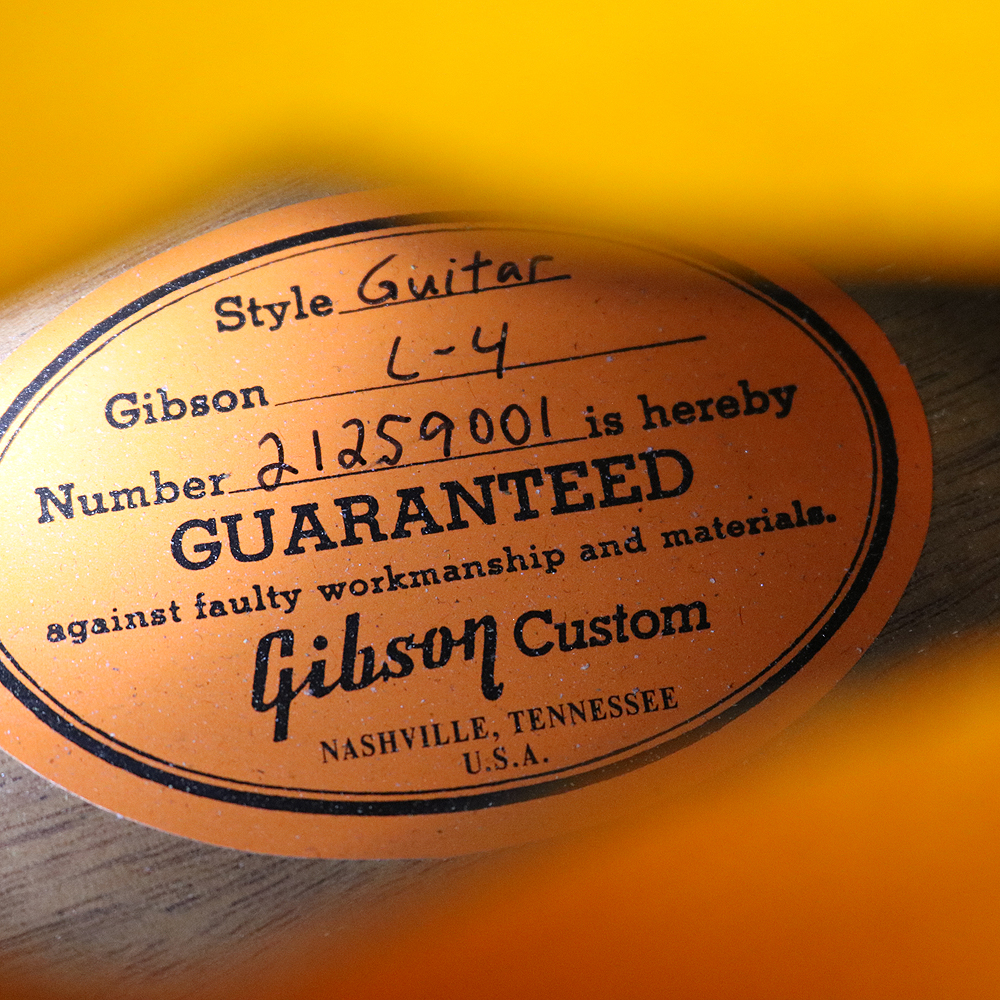 Style Guitar
Gibson L-4
Number 21259001 is hereby
GUARANTEED
against faulty workmanship and materials.
Gibson Custom
NASHVILLE, TENNESSEE
U.S.A.